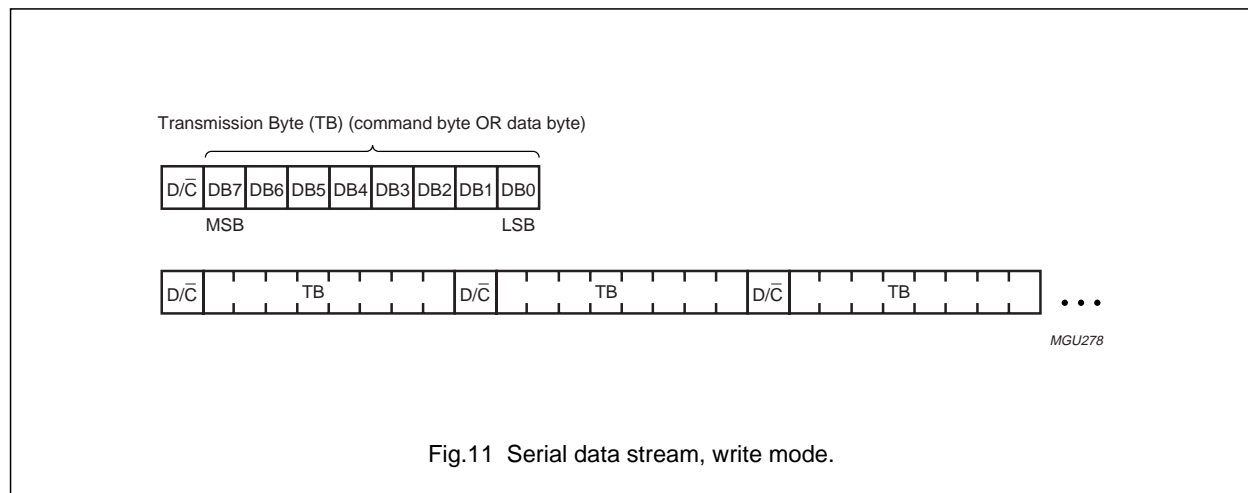 Transmission Byte (TB) (command byte OR data byte)
D/C̅ DB7 DB6 DB5 DB4 DB3 DB2 DB1 DB0
MSB LSB
D/C̅ TB D/C̅ TB D/C̅ TB
MGU278
Fig.11 Serial data stream, write mode.